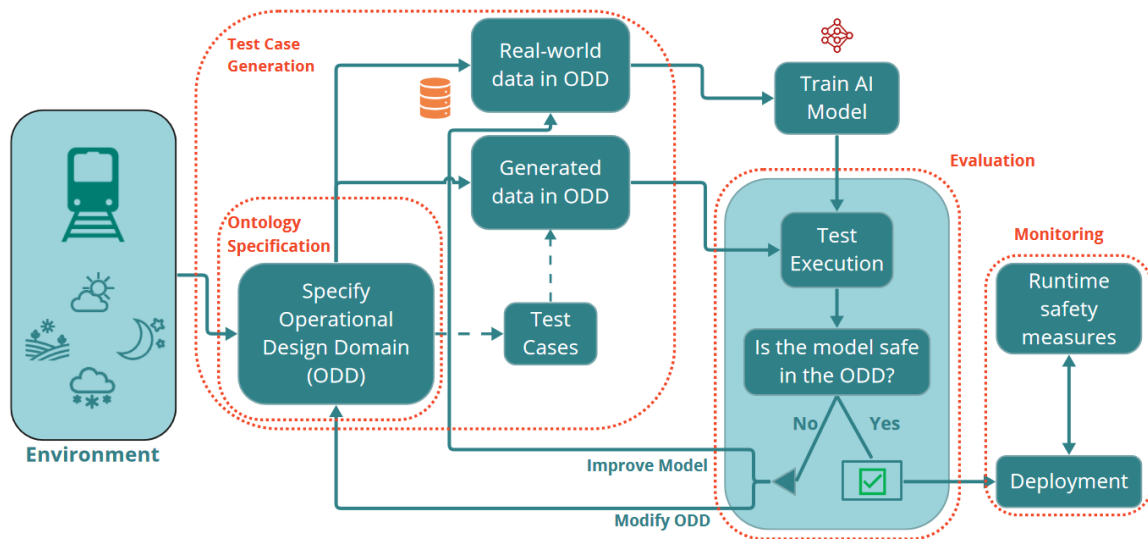 Test Case
Generation
Real-world
data in ODD
Train AI
Model
Generated
data in ODD
Evaluation
Ontology
Specification
Test
Execution
Monitoring
Specify
Operational
Design Domain
(ODD)
Test
Cases
Runtime
safety
measures
Is the model safe
in the ODD?
No
Yes
Environment
Improve Model
Deployment
Modify ODD